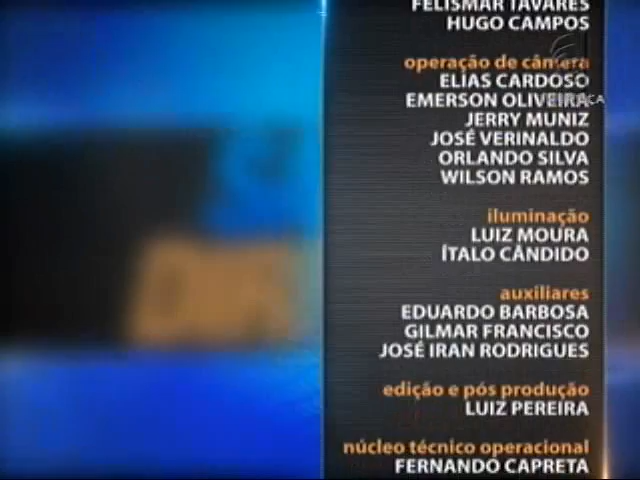 FELISMAR TAVARES
HUGO CAMPOS
operação de câmera
ELIAS CARDOSO
EMERSON OLIVEIRA
JERRY MUNIZ
JOSÉ VERINALDO
ORLANDO SILVA
WILSON RAMOS
iluminação
LUIZ MOURA
ÍTALO CÂNDIDO
auxiliares
EDUARDO BARBOSA
GILMAR FRANCISCO
JOSÉ IRAN RODRIGUES
edição e pós produção
LUIZ PEREIRA
núcleo técnico operacional
FERNANDO CAPRETA